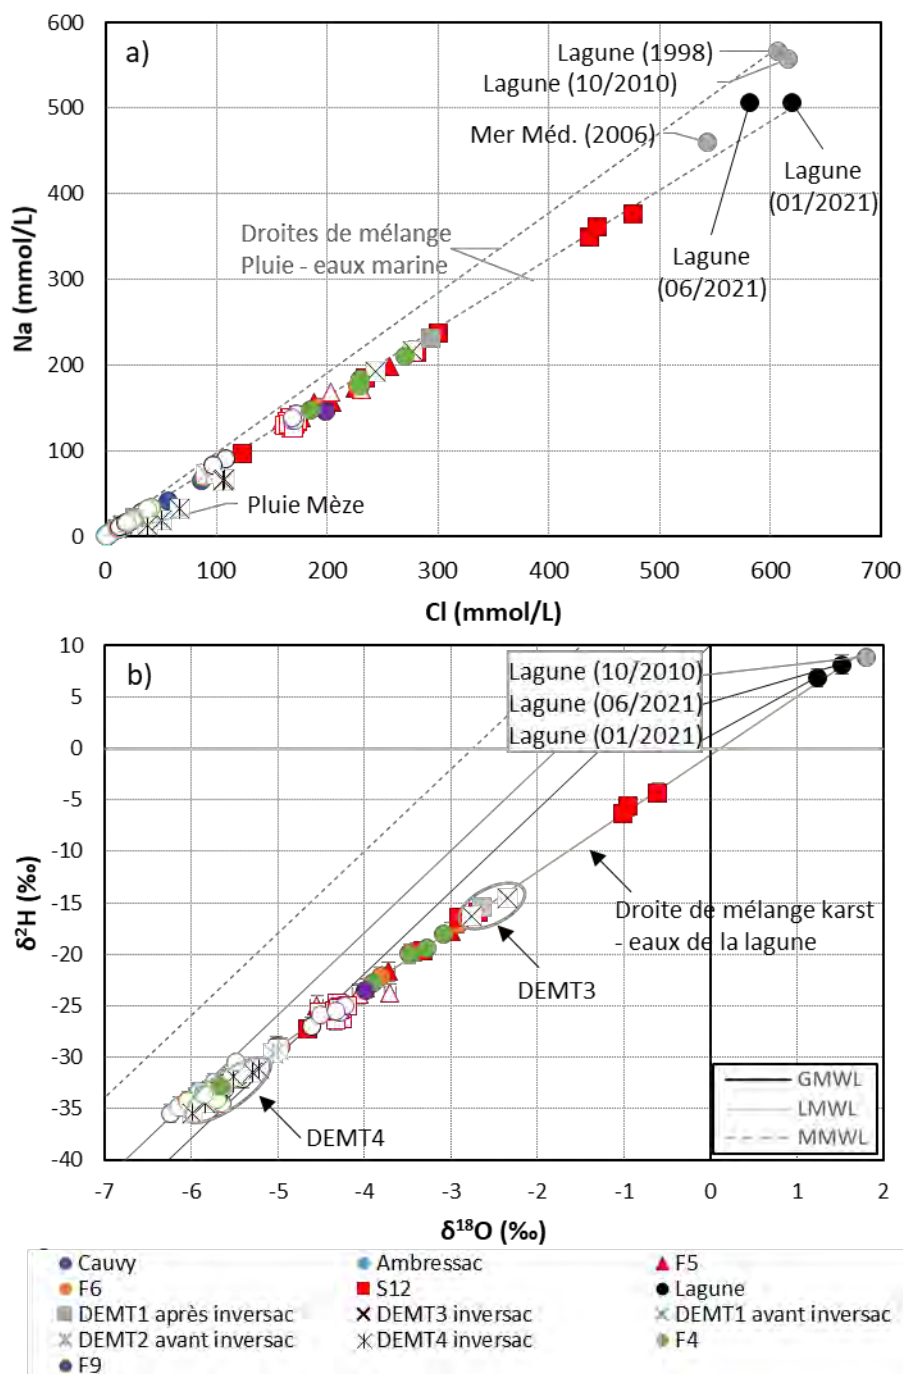 a)
Lagune (1998)
Lagune (10/2010)
Mer Méd. (2006)
Lagune
(01/2021)
Lagune
(06/2021)
Droites de mélange
Pluie - eaux marine
Pluie Mèze
600
500
400
300
200
100
0
Na (mmol/L)
0 100 200 300 400 500 600 700
Cl (mmol/L)
b)
Lagune (10/2010)
Lagune (06/2021)
Lagune (01/2021)
10
5
0
-5
-10
-15
-20
-25
-30
-35
-40
δ²H (‰)
Droite de mélange karst
- eaux de la lagune
DEMT3
DEMT4
GMWL
LMWL
MMWL
-7 -6 -5 -4 -3 -2 -1 0 1 2
δ¹⁸O (‰)
Cauvy Ambressac F5
F6 S12 Lagune
DEMT1 après inversac DEMT3 inversac DEMT1 avant inversac
DEMT2 avant inversac DEMT4 inversac F4
F9